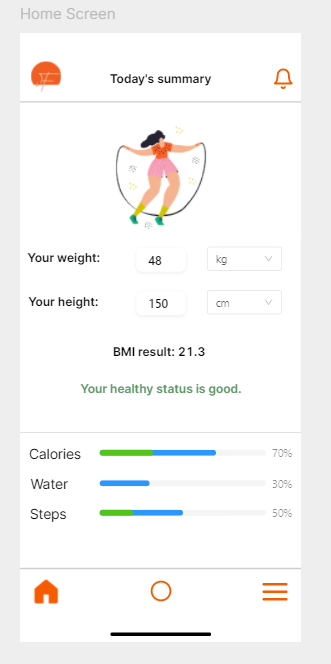 Home Screen
Today's summary
Your weight: 48 kg
Your height: 150 cm
BMI result: 21.3
Your healthy status is good.
Calories 70%
Water 30%
Steps 50%